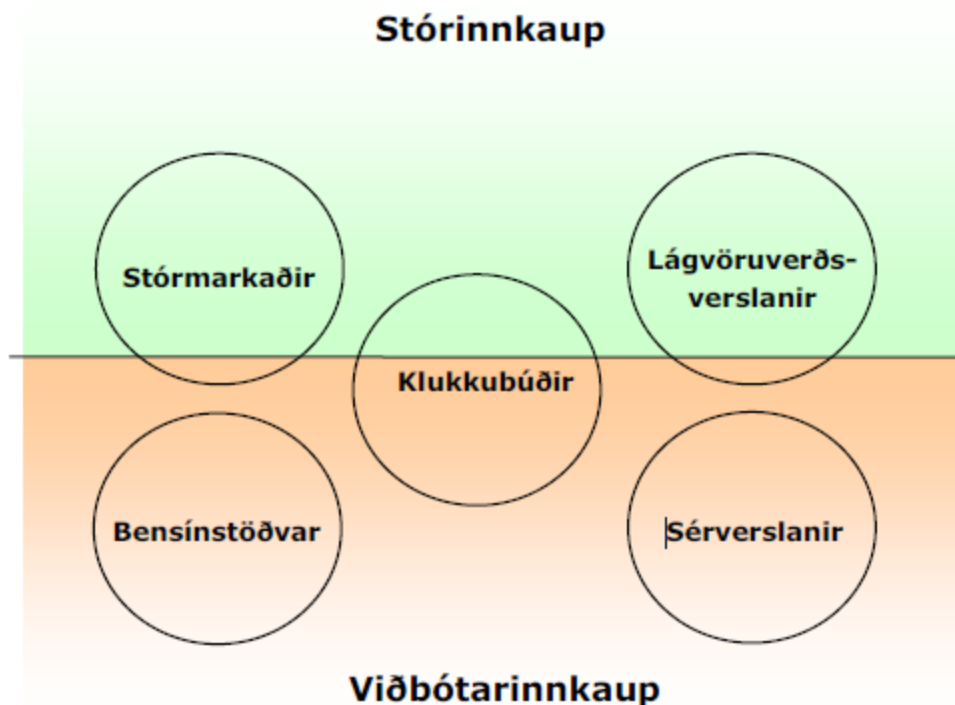 Stórinnkaup
Stórmarkaðir
Lágvöruverðs-
verslanir
Klukkubúðir
Bensínstöðvar
Sérverslanir
Viðbótarinnkaup